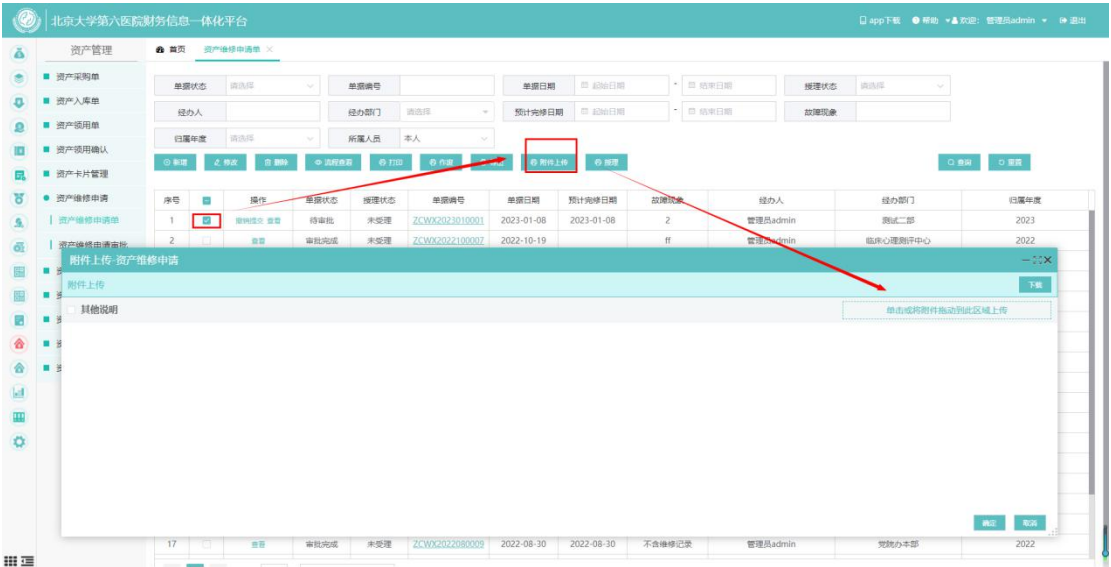 北京大学第六医院财务信息一体化平台
app下载 帮助 欢迎: 管理员admin 退出
资产管理 首页 资产维修申请单
资产采购单
资产入库单
资产领用单
资产领用确认
资产卡片管理
资产维修申请
资产维修申请单
资产维修申请审批
单据状态 请选择 单据编号 单据日期 起始日期 - 结束日期 授理状态 请选择
经办人 经办部门 请选择 预计完修日期 起始日期 - 结束日期 故障现象
归属年度 请选择 所属人员 本人
新增 修改 删除 流程查看 打印 作废 附件上传 授理 查询 重置
序号 操作 单据状态 授理状态 单据编号 单据日期 预计完修日期 故障现象 经办人 经办部门 归属年度
1 撤销提交 查看 待审批 未受理 ZCWX2023010001 2023-01-08 2023-01-08 2 管理员admin 测试二部 2023
2 查看 审批完成 未受理 ZCWX2022100007 2022-10-19 ff 管理员admin 临床心理测评中心 2022
附件上传-资产维修申请
附件上传 下载
其他说明 单击或将附件拖动到此区域上传
确定 取消
17 查看 审批完成 未受理 ZCWX2022080009 2022-08-30 2022-08-30 不含维修记录 管理员admin 党院办本部 2022